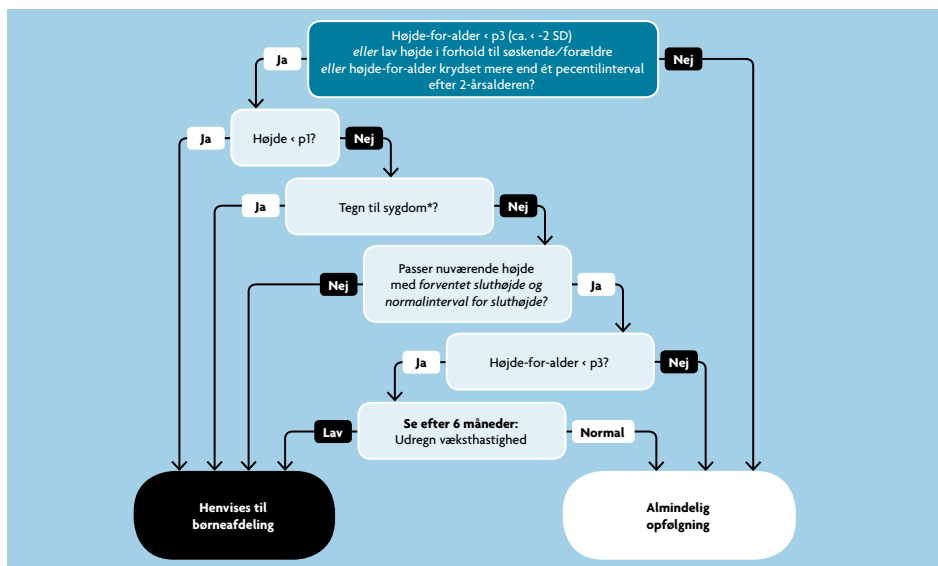 Højde-for-alder < p3 (ca. < -2 SD)
eller lav højde i forhold til søskende/forældre
eller højde-for-alder krydset mere end ét pecentilinterval
efter 2-årsalderen?
Ja
Nej
Ja
Højde < p1?
Nej
Ja
Tegn til sygdom*?
Nej
Nej
Passer nuværende højde
med forventet sluthøjde og
normalinterval for sluthøjde?
Ja
Ja
Højde-for-alder < p3?
Nej
Lav
Se efter 6 måneder:
Udregn væksthastighed
Normal
Henvises til
børneafdeling
Almindelig
opfølgning